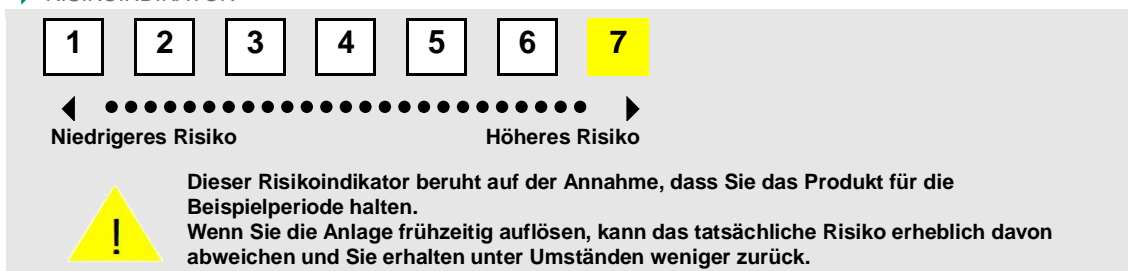 RISIKOINDIKATOR
1 2 3 4 5 6 7
Niedrigeres Risiko Höheres Risiko
Dieser Risikoindikator beruht auf der Annahme, dass Sie das Produkt für die
Beispielperiode halten.
Wenn Sie die Anlage frühzeitig auflösen, kann das tatsächliche Risiko erheblich davon
abweichen und Sie erhalten unter Umständen weniger zurück.
!